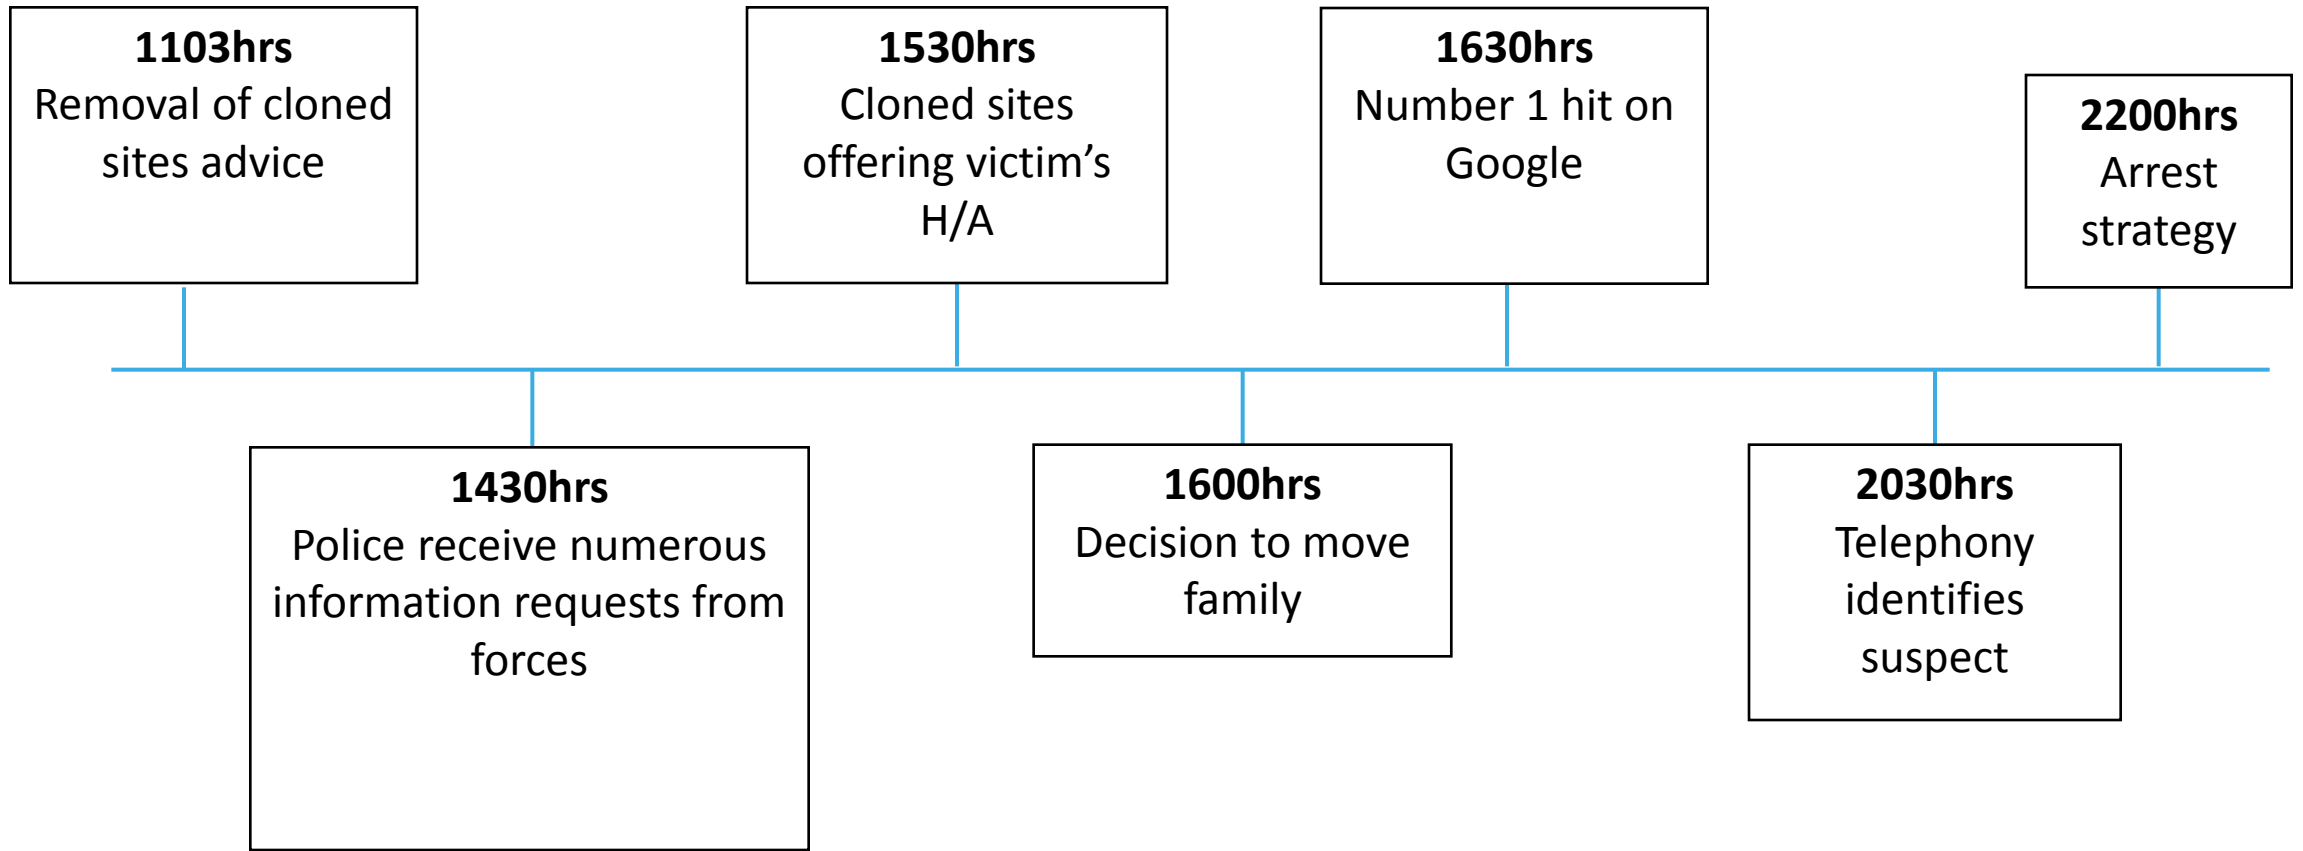 1103hrs
Removal of cloned
sites advice
1430hrs
Police receive numerous
information requests from
forces
1530hrs
Cloned sites
offering victim’s
H/A
1600hrs
Decision to move
family
1630hrs
Number 1 hit on
Google
2030hrs
Telephony
identifies
suspect
2200hrs
Arrest
strategy